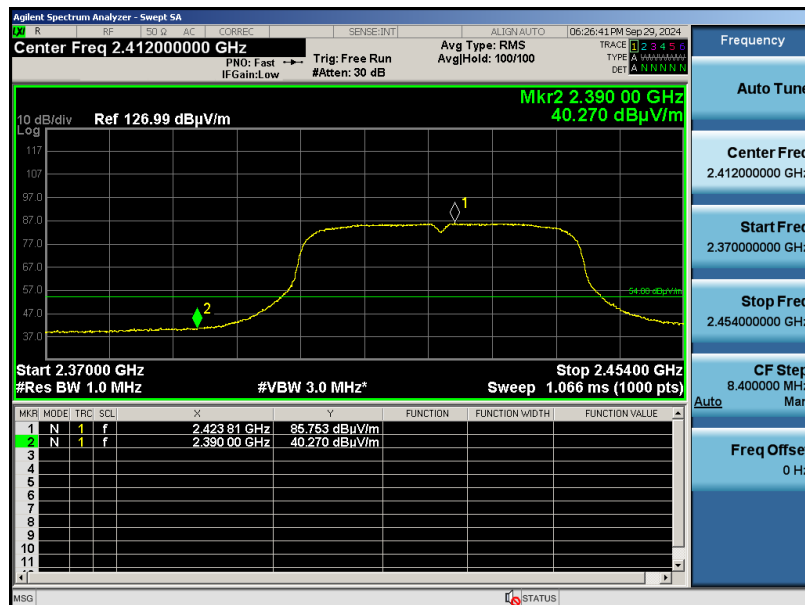 Agilent Spectrum Analyzer - Swept SA
LXI R RF 50 Ω AC CORREC SENSE:INT ALIGN AUTO 06:26:41 PM Sep 29, 2024
Center Freq 2.412000000 GHz
PNO: Fast
IFGain:Low
Trig: Free Run
#Atten: 30 dB
Avg Type: RMS
Avg|Hold: 100/100
TRACE 1 2 3 4 5 6
TYPE A WWWWW
DET A N N N N N
Mkr2 2.390 00 GHz
40.270 dBµV/m
10 dB/div Ref 126.99 dBµV/m
Log
117
107
97.0
87.0
77.0
67.0
57.0
47.0
37.0
1
2
54.00 dBµV/m
Start 2.37000 GHz Stop 2.45400 GHz
#Res BW 1.0 MHz #VBW 3.0 MHz* Sweep 1.066 ms (1000 pts)
MKR MODE TRC SCL X Y FUNCTION FUNCTION WIDTH FUNCTION VALUE
1 N 1 f 2.423 81 GHz 85.753 dBµV/m
2 N 1 f 2.390 00 GHz 40.270 dBµV/m
3
4
5
6
7
8
9
10
11
MSG STATUS
Frequency
Auto Tune
Center Freq
2.412000000 GHz
Start Freq
2.370000000 GHz
Stop Freq
2.454000000 GHz
CF Step
8.400000 MHz
Auto Man
Freq Offset
0 Hz